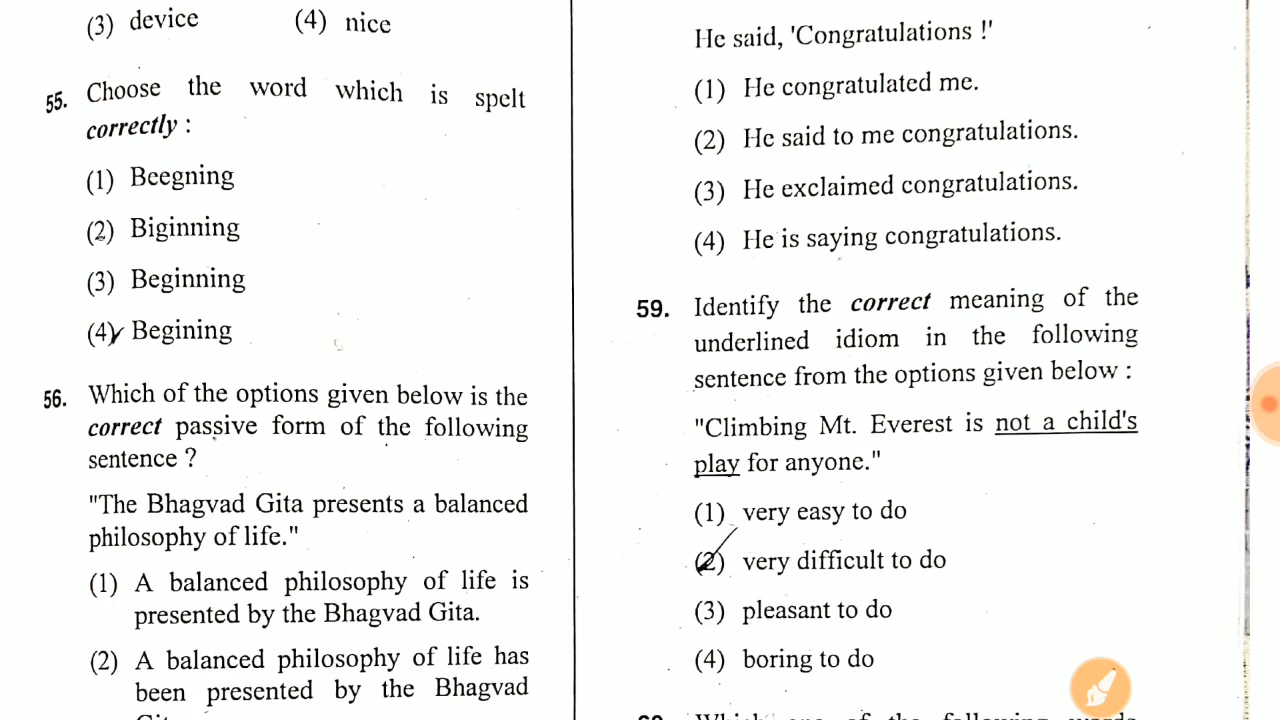 (3) device (4) nice
55. Choose the word which is spelt
correctly :
(1) Beegning
(2) Biginning
(3) Beginning
(4) Begining
56. Which of the options given below is the
correct passive form of the following
sentence ?
"The Bhagvad Gita presents a balanced
philosophy of life."
(1) A balanced philosophy of life is
presented by the Bhagvad Gita.
(2) A balanced philosophy of life has
been presented by the Bhagvad
He said, 'Congratulations !'
(1) He congratulated me.
(2) He said to me congratulations.
(3) He exclaimed congratulations.
(4) He is saying congratulations.
59. Identify the correct meaning of the
underlined idiom in the following
sentence from the options given below :
"Climbing Mt. Everest is not a child's
play for anyone."
(1) very easy to do
(2) very difficult to do
(3) pleasant to do
(4) boring to do
Which one of the following words